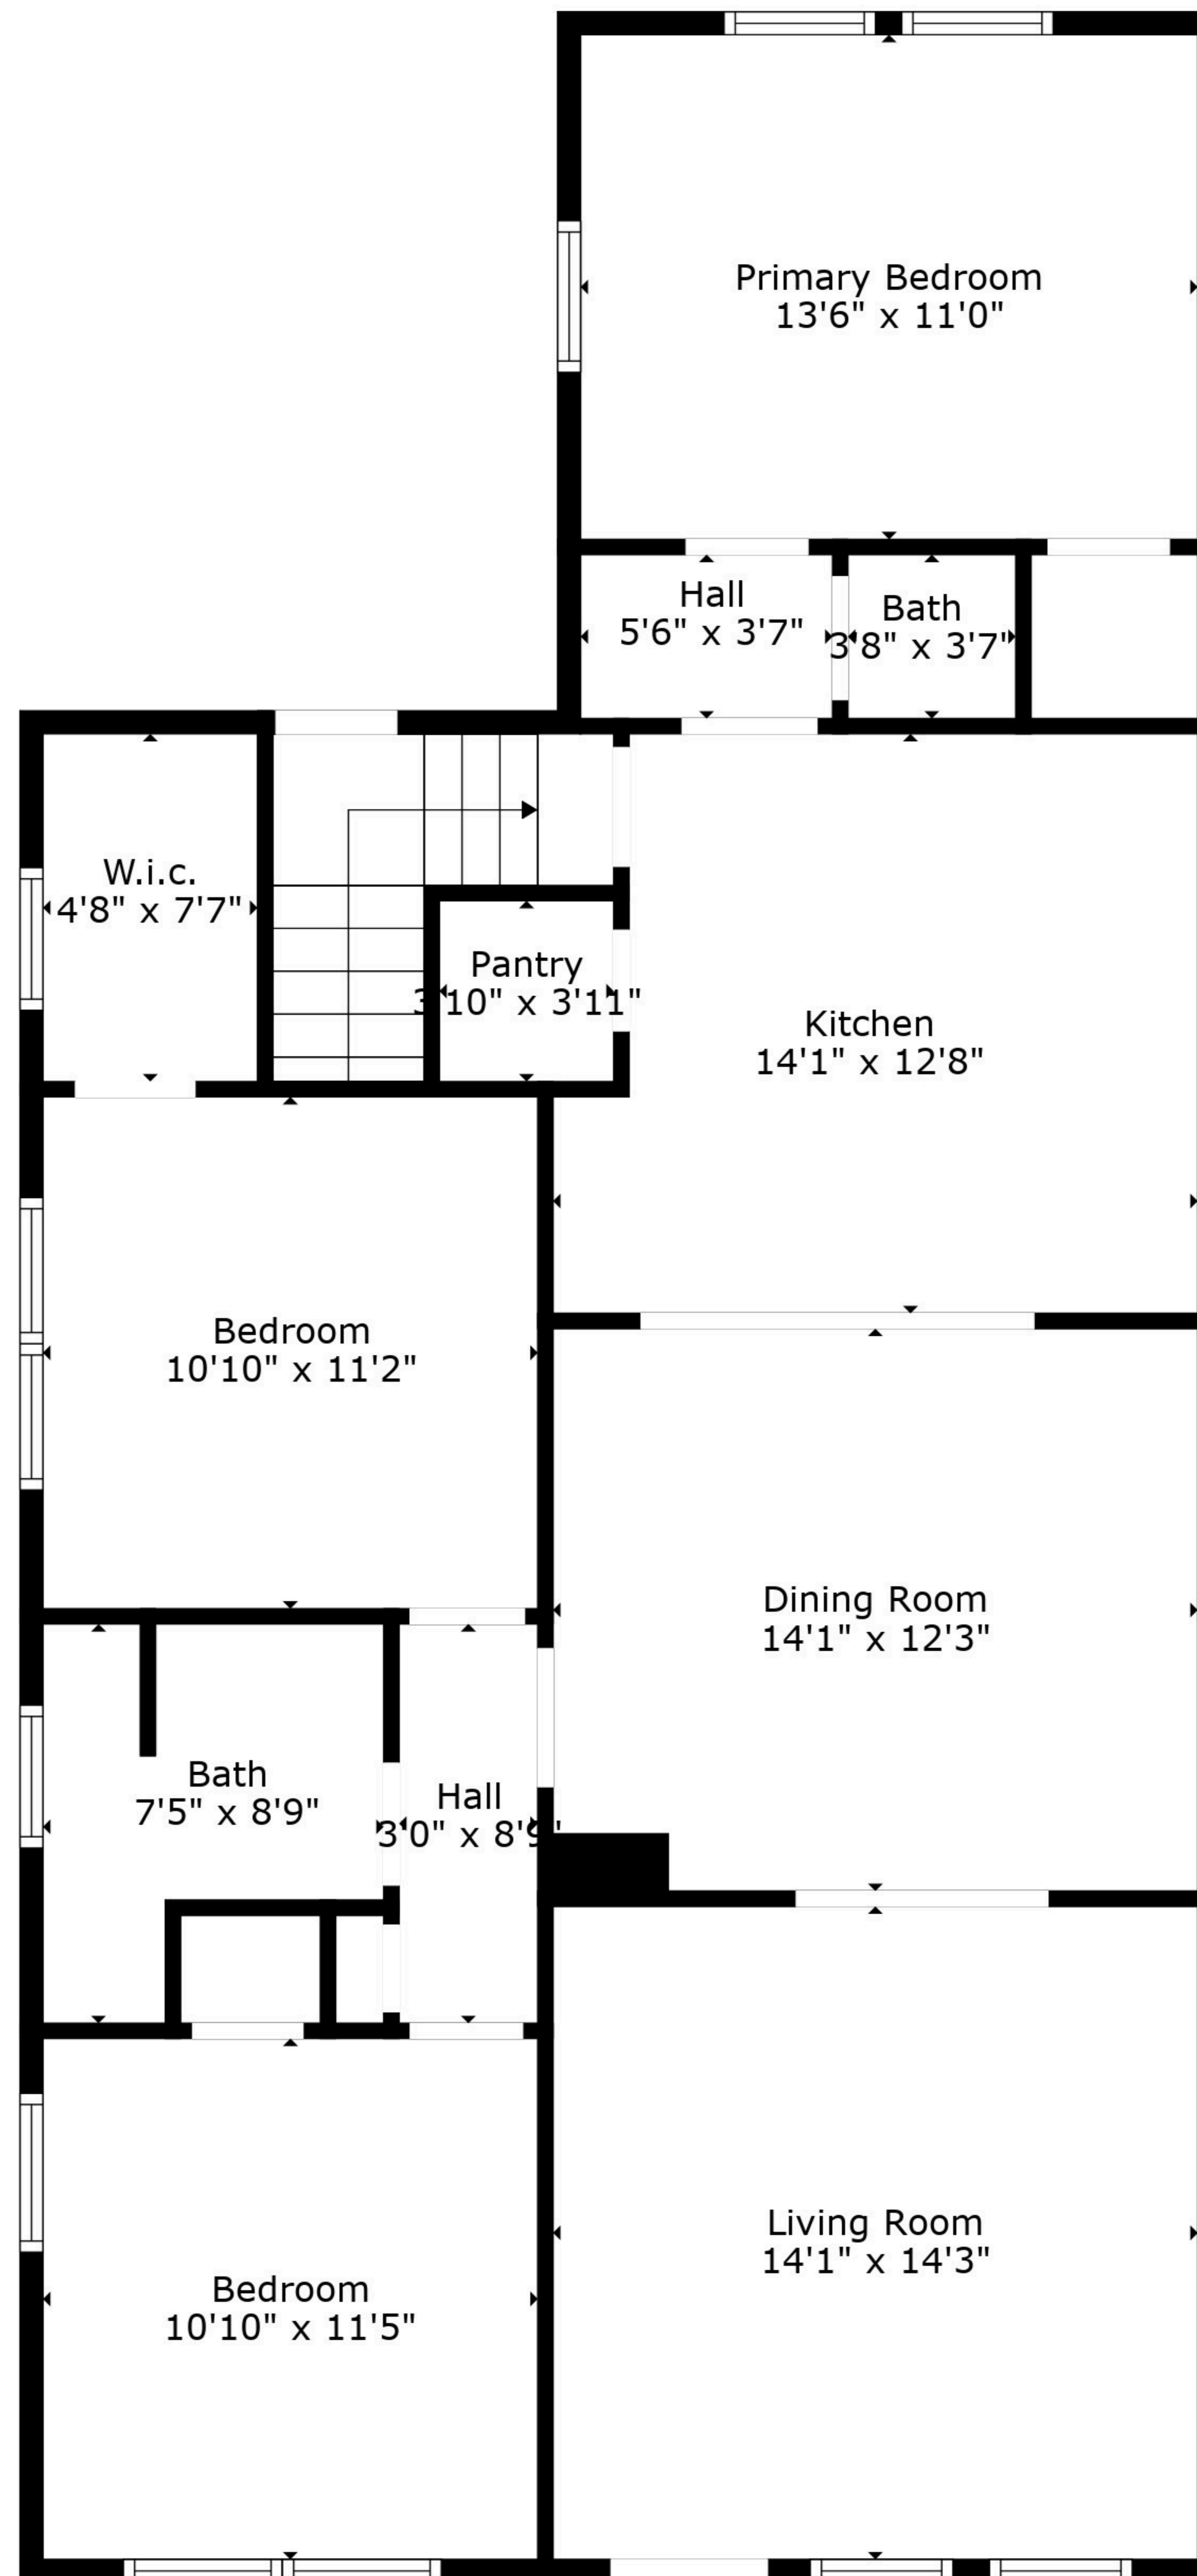 Primary Bedroom
13'6" x 11'0"
Hall
5'6" x 3'7"
Bath
3'8" x 3'7"
W.i.c.
4'8" x 7'7"
Pantry
3'10" x 3'11"
Kitchen
14'1" x 12'8"
Bedroom
10'10" x 11'2"
Dining Room
14'1" x 12'3"
Bath
7'5" x 8'9"
Hall
3'0" x 8'9"
Living Room
14'1" x 14'3"
Bedroom
10'10" x 11'5"